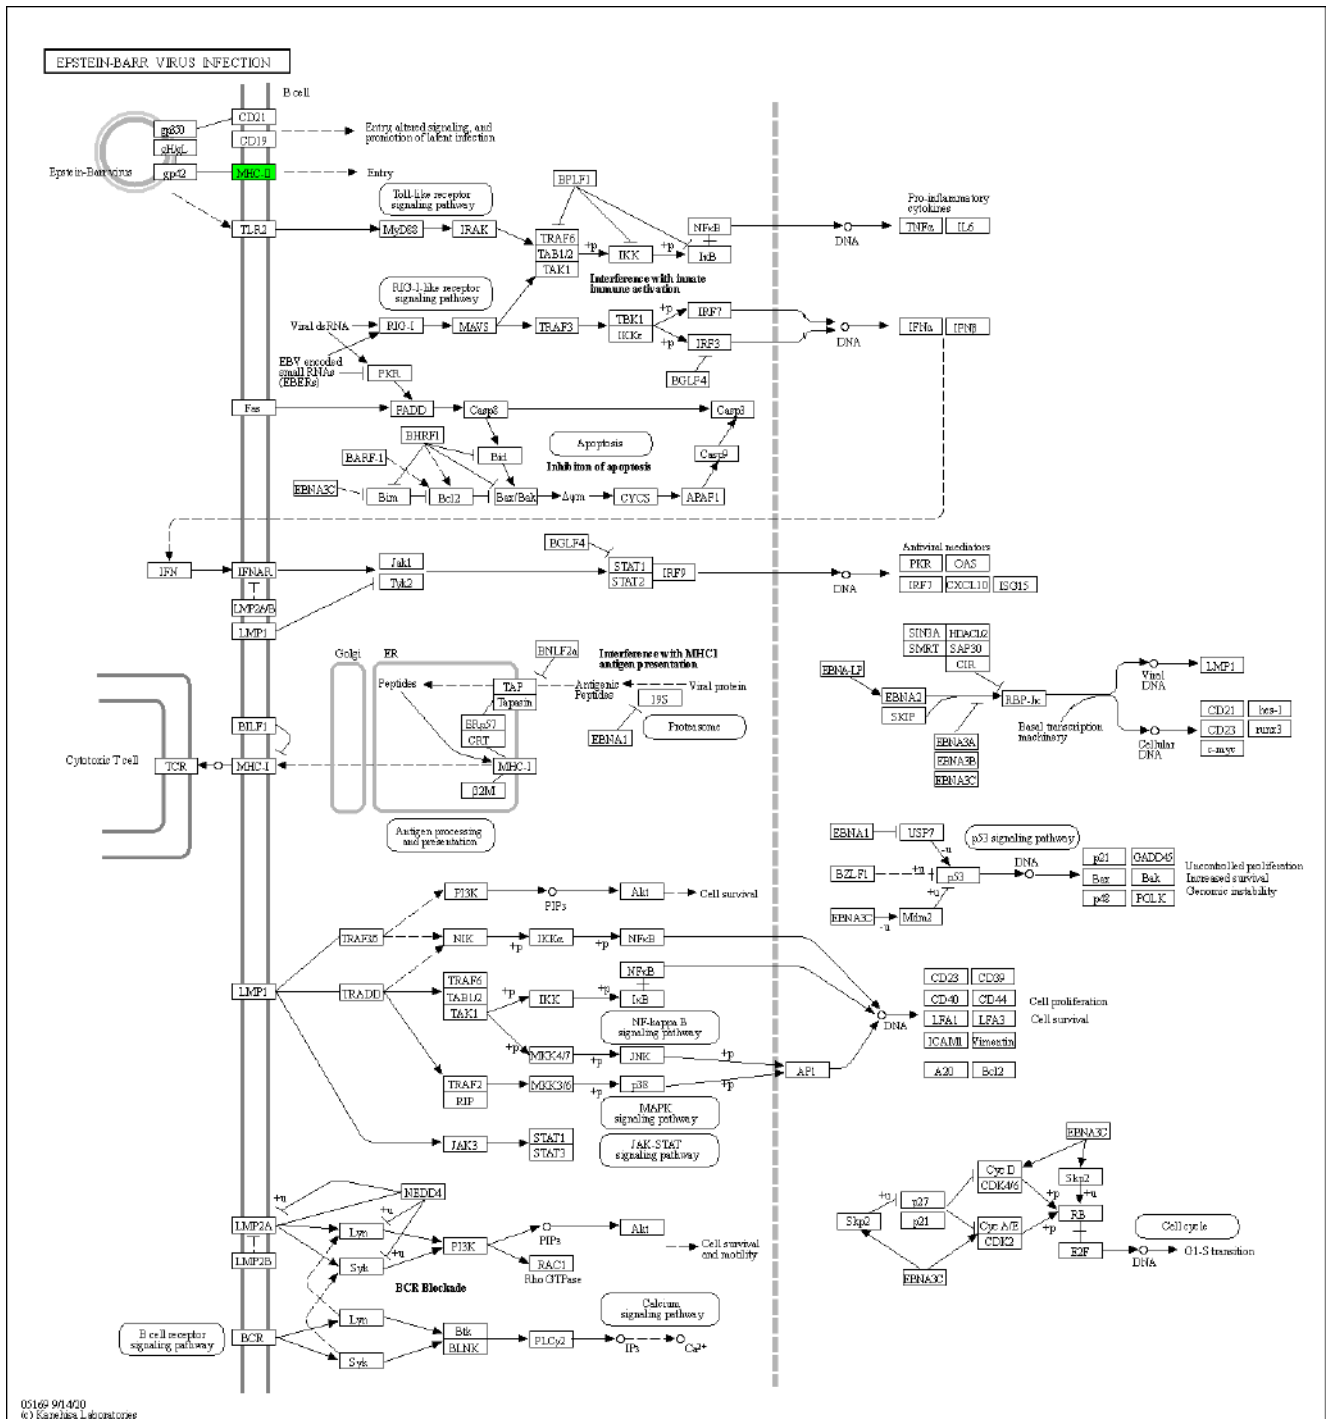 EPSTEIN-BARR VIRUS INFECTION
B cell
gp350
CD21
gH/gL
CD19
Entry, altered signaling, and
promotion of latent infection
Epstein-Barr virus
gp42
MHC-II
Entry
Toll-like receptor
signaling pathway
BPLF1
Pro-inflammatory
cytokines
TLR2
MyD88
IRAK
TRAF6
TAB1/2
TAK1
+p
IKK
+p
NFκB
IκB
DNA
TNFα
IL6
Interference with innate
immune activation
RIG-I-like receptor
signaling pathway
Viral dsRNA
RIG-I
MAVS
TRAF3
TBK1
IKKε
+p
IRF7
+p
IRF3
DNA
IFNα
IFNβ
EBV encoded
small RNAs
(EBERs)
PKR
BGLF4
Fas
FADD
Casp8
Casp3
BHRF1
Apoptosis
BARF-1
Bid
Inhibiton of apoptosis
Casp9
EBNA3C
Bim
Bcl2
Bax/Bak
Δψm
CYCS
APAF1
IFN
IFNAR
Jak1
Tyk2
BGLF4
STAT1
STAT2
IRF9
DNA
Antiviral mediators
PKR
OAS
IRF7
CXCL10
ISG15
LMP2A/B
LMP1
Golgi
ER
BNLF2a
Interference with MHC1
antigen presentation
Peptides
TAP
Tapasin
Antigenic
Peptides
Viral protein
19S
ERp57
CRT
EBNA1
Proteasome
BILF1
Cytotoxic T cell
TCR
MHC-I
MHC-I
β2M
Antigen processing
and presentation
SIN3A
HDAC1/2
SMRT
SAP30
CIR
EBNA-LP
EBNA2
SKIP
RBP-Jκ
EBNA3A
EBNA3B
EBNA3C
Basal transcription
machinery
Viral
DNA
LMP1
Cellular
DNA
CD21
hes-1
CD23
runx3
c-myc
EBNA1
USP7
p53 signaling pathway
-u
BZLF1
+u
p53
DNA
p21
GADD45
Bax
Bak
p48
POLK
Uncontrolled proliferation
Increased survival
Genomic instability
EBNA3C
-u
Mdm2
+u
PI3K
PIP3
Akt
Cell survival
TRAF3/5
NIK
+p
IKKα
+p
NFκB
LMP1
TRADD
TRAF6
TAB1/2
TAK1
+p
IKK
+p
NFκB
IκB
NF-kappa B
signaling pathway
+p
MKK4/7
+p
JNK
+p
AP1
TRAF2
RIP
MKK3/6
+p
p38
+p
MAPK
signaling pathway
JAK3
STAT1
STAT3
JAK-STAT
signaling pathway
DNA
CD23
CD39
CD40
CD44
LFA1
LFA3
ICAM1
Vimentin
A20
Bcl2
Cell proliferation
Cell survival
NEDD4
+u
+u
+u
LMP2A
LMP2B
Lyn
Syk
PI3K
PIP3
Akt
RAC1
Rho GTPase
Cell survival
and motility
BCR Blockade
B cell receptor
signaling pathway
BCR
Lyn
Syk
Btk
BLNK
PLCγ2
IP3
Ca2+
Calcium
signaling pathway
EBNA3C
Cyc D
CDK4/6
Skp2
+u
p27
p21
Skp2
+p
+u
RB
+p
Cyc A/E
CDK2
E2F
DNA
Cell cycle
G1-S transition
EBNA3C
05169 9/14/20
(c) Kanehisa Laboratories